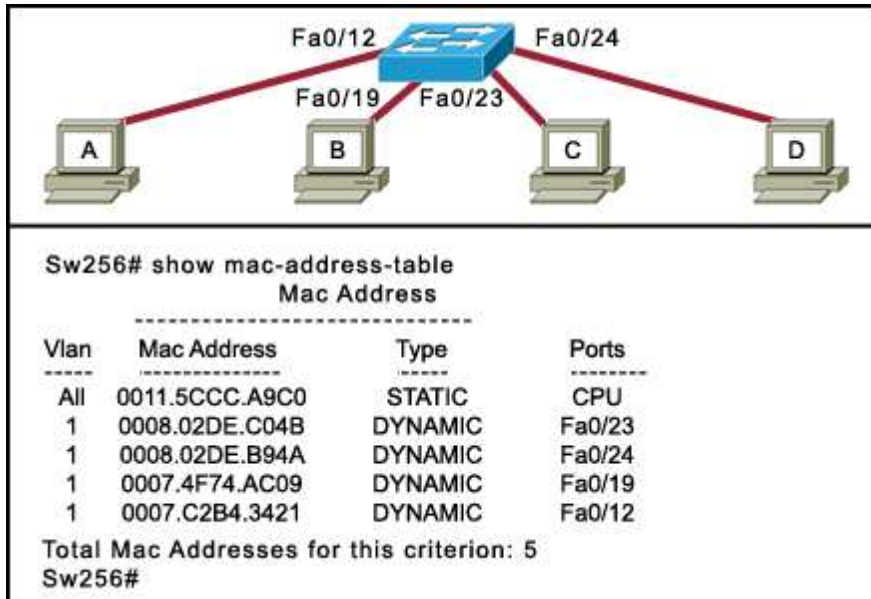 Fa0/12 Fa0/24
Fa0/19 Fa0/23
A B C D
Sw256# show mac-address-table
Mac Address
------------------------------
Vlan Mac Address Type Ports
----- -------------- ----- --------
All 0011.5CCC.A9C0 STATIC CPU
1 0008.02DE.C04B DYNAMIC Fa0/23
1 0008.02DE.B94A DYNAMIC Fa0/24
1 0007.4F74.AC09 DYNAMIC Fa0/19
1 0007.C2B4.3421 DYNAMIC Fa0/12
Total Mac Addresses for this criterion: 5
Sw256#